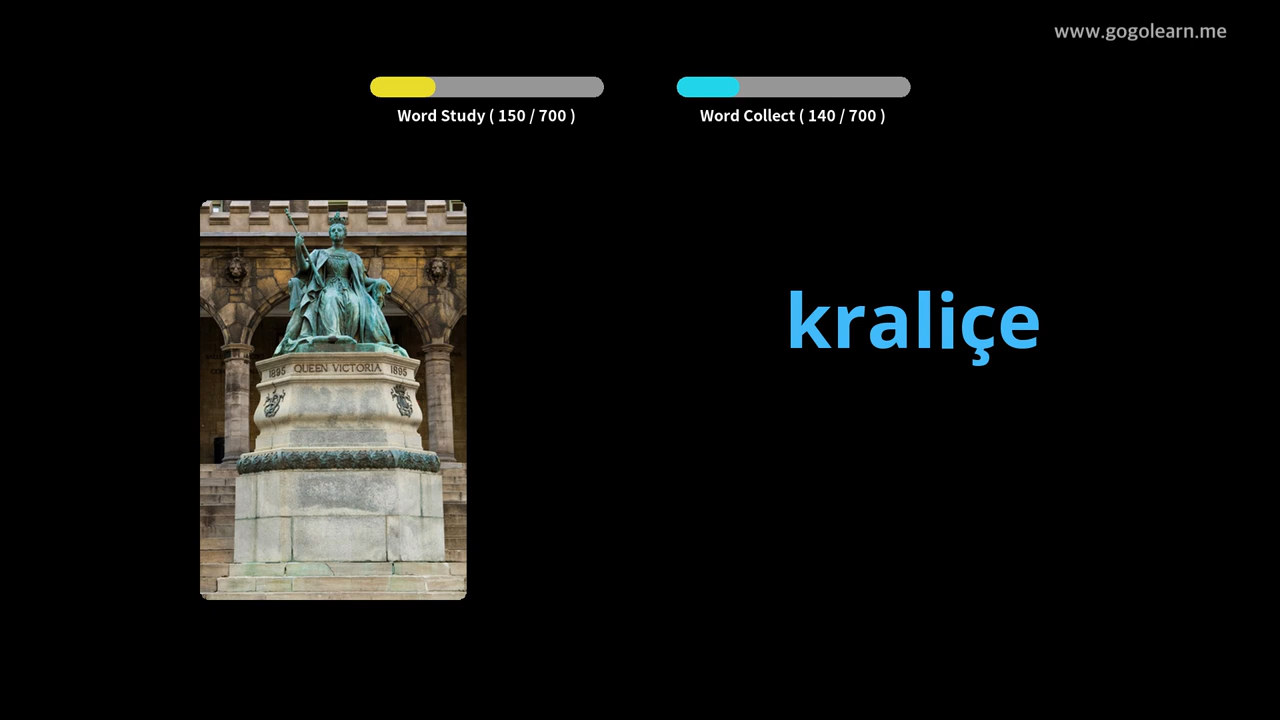 www.gogolearn.me
Word Study ( 150 / 700 )
Word Collect ( 140 / 700 )
kraliçe
1895 QUEEN VICTORIA 1895